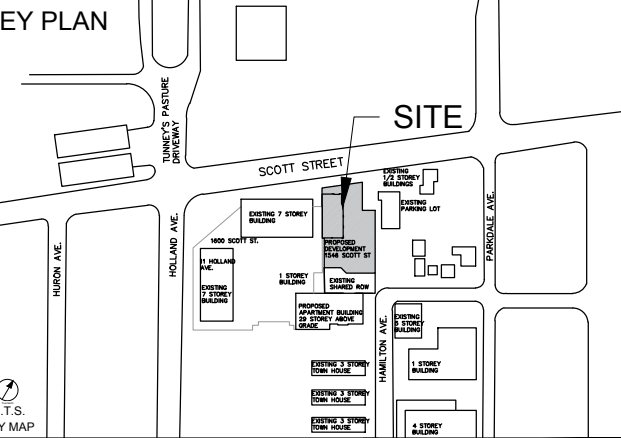 EY PLAN
SITE
TUNNEY'S PASTURE
DRIVEWAY
SCOTT STREET
EXISTING
1/2 STOREY
BUILDINGS
EXISTING
PARKING LOT
PARKDALE AVE.
HURON AVE.
HOLLAND AVE.
EXISTING 7 STOREY
BUILDING
1600 SCOTT ST.
11 HOLLAND
AVE.
EXISTING
7 STOREY
BUILDING
PROPOSED
DEVELOPMENT
1546 SCOTT ST
1 STOREY
BUILDING
EXISTING
SHARED ROW
PROPOSED
APARTMENT BUILDING
29 STOREY ABOVE
GRADE
HAMILTON AVE.
EXISTING
5 STOREY
BUILDING
1 STOREY
BUILDING
EXISTING 3 STOREY
TOWN HOUSE
EXISTING 3 STOREY
TOWN HOUSE
EXISTING 3 STOREY
TOWN HOUSE
4 STOREY
BUILDING
.T.S.
Y MAP